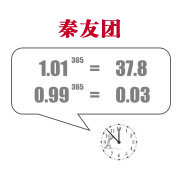 秦友团
1.01³⁶⁵ = 37.8
0.99³⁶⁵ = 0.03